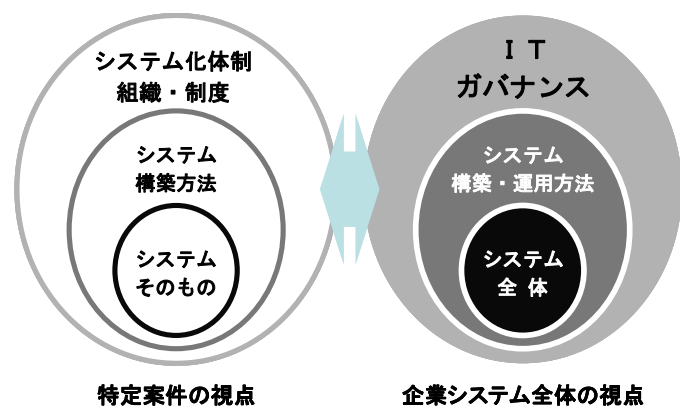 システム化体制
組織・制度
システム
構築方法
システム
そのもの
特定案件の視点
ＩＴ
ガバナンス
システム
構築・運用方法
システム
全 体
企業システム全体の視点